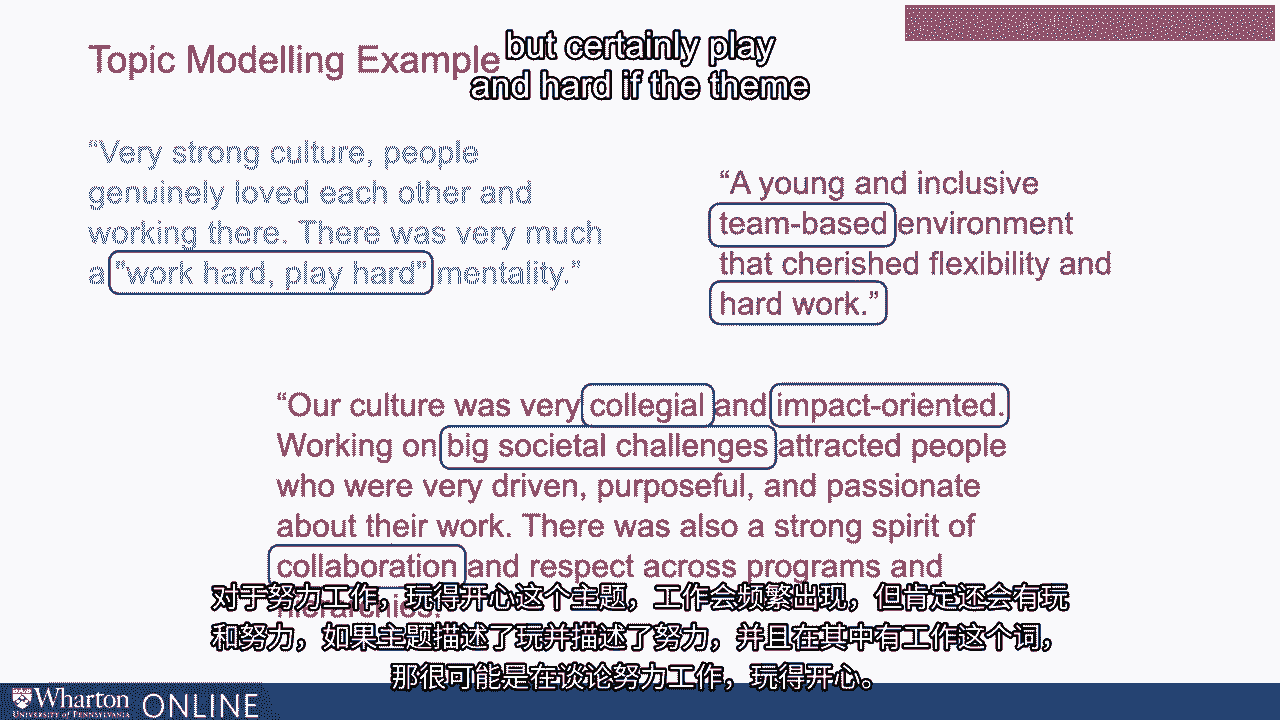 Topic Modelling Example
but certainly play
and hard if the theme
“Very strong culture, people
genuinely loved each other and
working there. There was very much
a "work hard, play hard" mentality.”
“A young and inclusive
team-based environment
that cherished flexibility and
hard work.”
“Our culture was very collegial and impact-oriented.
Working on big societal challenges attracted people
who were very driven, purposeful, and passionate
about their work. There was also a strong spirit of
collaboration and respect across programs and
hierarchies.”
对于努力工作，玩得开心这个主题，工作会频繁出现，但肯定还会有玩
和努力，如果主题描述了玩并描述了努力，并且在其中有工作这个词，
那很可能是在谈论努力工作，玩得开心。
Wharton ONLINE
UNIVERSITY of PENNSYLVANIA